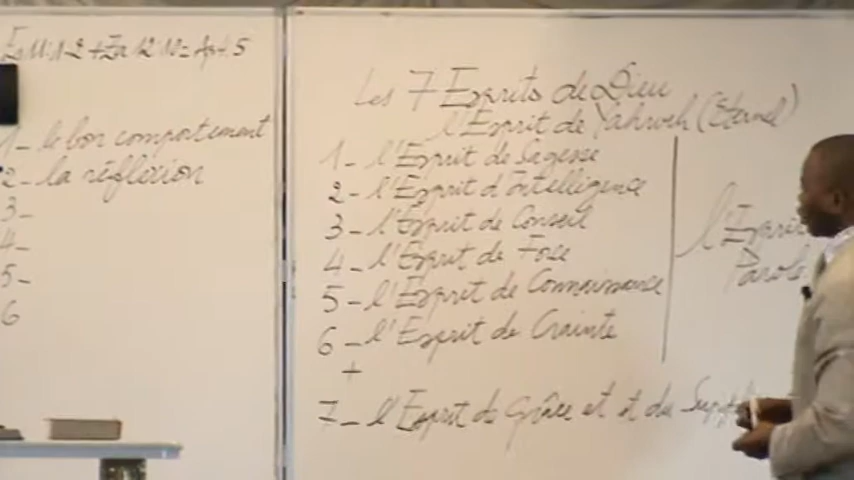 Es 11:1-2 + Za 12:10 = Ap 4:5
1- le bon comportement
2- la réflexion
3-
4-
5-
6
Les 7 Esprits de Dieu
l'Esprit de Yahweh (Eternel)
1- l'Esprit de Sagesse
2- l'Esprit d'Intelligence
3- l'Esprit de Conseil
4- l'Esprit de Force
5- l'Esprit de Connaissance
6- l'Esprit de Crainte
+
7- l'Esprit de Grâce et et du
l'Esprit
Parole